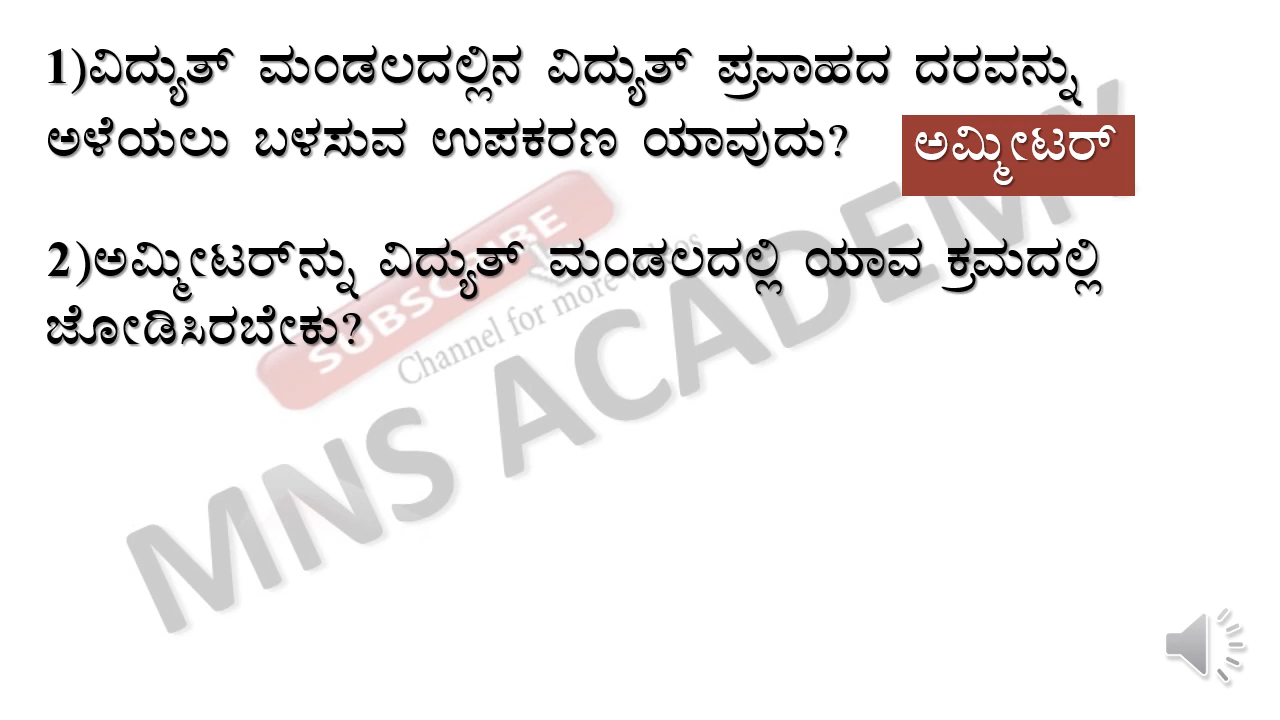 1)ವಿದ್ಯುತ್ ಮಂಡಲದಲ್ಲಿನ ವಿದ್ಯುತ್ ಪ್ರವಾಹದ ದರವನ್ನು
ಅಳೆಯಲು ಬಳಸುವ ಉಪಕರಣ ಯಾವುದು? ಅಮ್ಮೀಟರ್
2)ಅಮ್ಮೀಟರ್‌ನ್ನು ವಿದ್ಯುತ್ ಮಂಡಲದಲ್ಲಿ ಯಾವ ಕ್ರಮದಲ್ಲಿ
ಜೋಡಿಸಿರಬೇಕು?
SUBSCRIBE
Channel for more videos
MNS ACADEMY